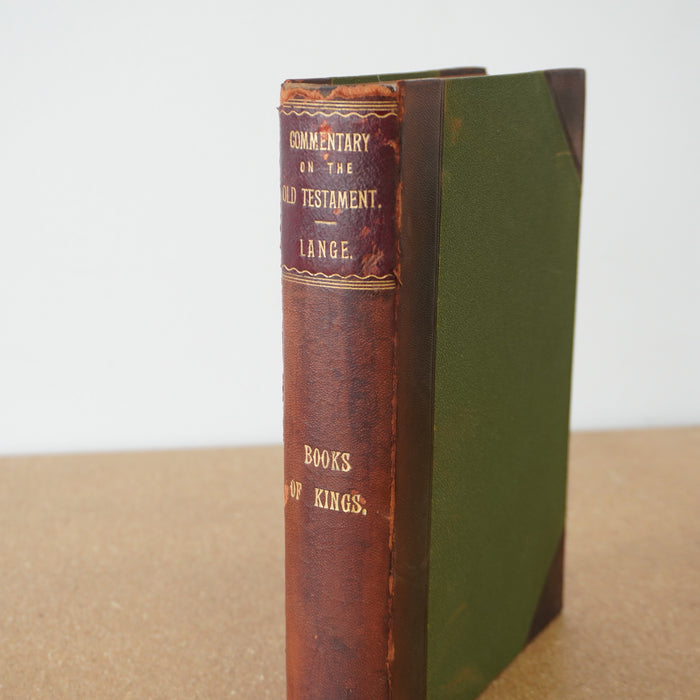 COMMENTARY
ON THE
OLD TESTAMENT.
LANGE.
BOOKS
OF KINGS.